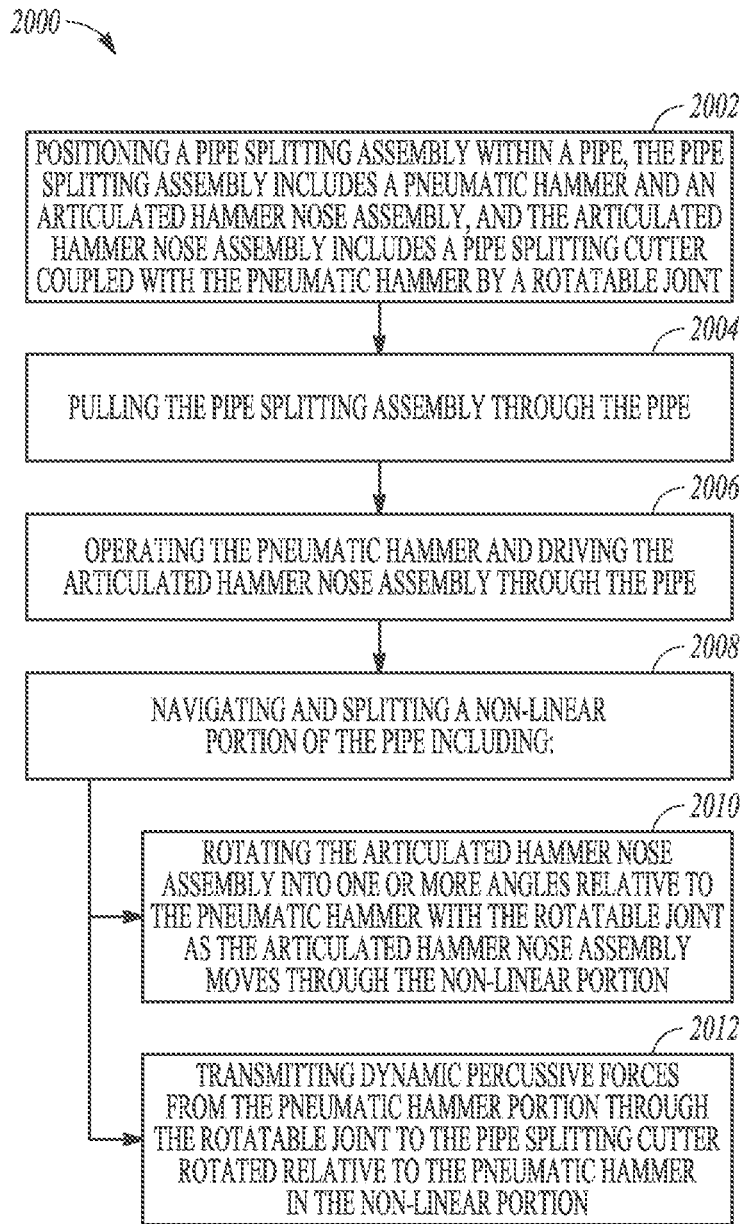 2000
2002
POSITIONING A PIPE SPLITTING ASSEMBLY WITHIN A PIPE, THE PIPE
SPLITTING ASSEMBLY INCLUDES A PNEUMATIC HAMMER AND AN
ARTICULATED HAMMER NOSE ASSEMBLY, AND THE ARTICULATED
HAMMER NOSE ASSEMBLY INCLUDES A PIPE SPLITTING CUTTER
COUPLED WITH THE PNEUMATIC HAMMER BY A ROTATABLE JOINT
2004
PULLING THE PIPE SPLITTING ASSEMBLY THROUGH THE PIPE
2006
OPERATING THE PNEUMATIC HAMMER AND DRIVING THE
ARTICULATED HAMMER NOSE ASSEMBLY THROUGH THE PIPE
2008
NAVIGATING AND SPLITTING A NON-LINEAR
PORTION OF THE PIPE INCLUDING:
2010
ROTATING THE ARTICULATED HAMMER NOSE
ASSEMBLY INTO ONE OR MORE ANGLES RELATIVE TO
THE PNEUMATIC HAMMER WITH THE ROTATABLE JOINT
AS THE ARTICULATED HAMMER NOSE ASSEMBLY
MOVES THROUGH THE NON-LINEAR PORTION
2012
TRANSMITTING DYNAMIC PERCUSSIVE FORCES
FROM THE PNEUMATIC HAMMER PORTION THROUGH
THE ROTATABLE JOINT TO THE PIPE SPLITTING CUTTER
ROTATED RELATIVE TO THE PNEUMATIC HAMMER
IN THE NON-LINEAR PORTION